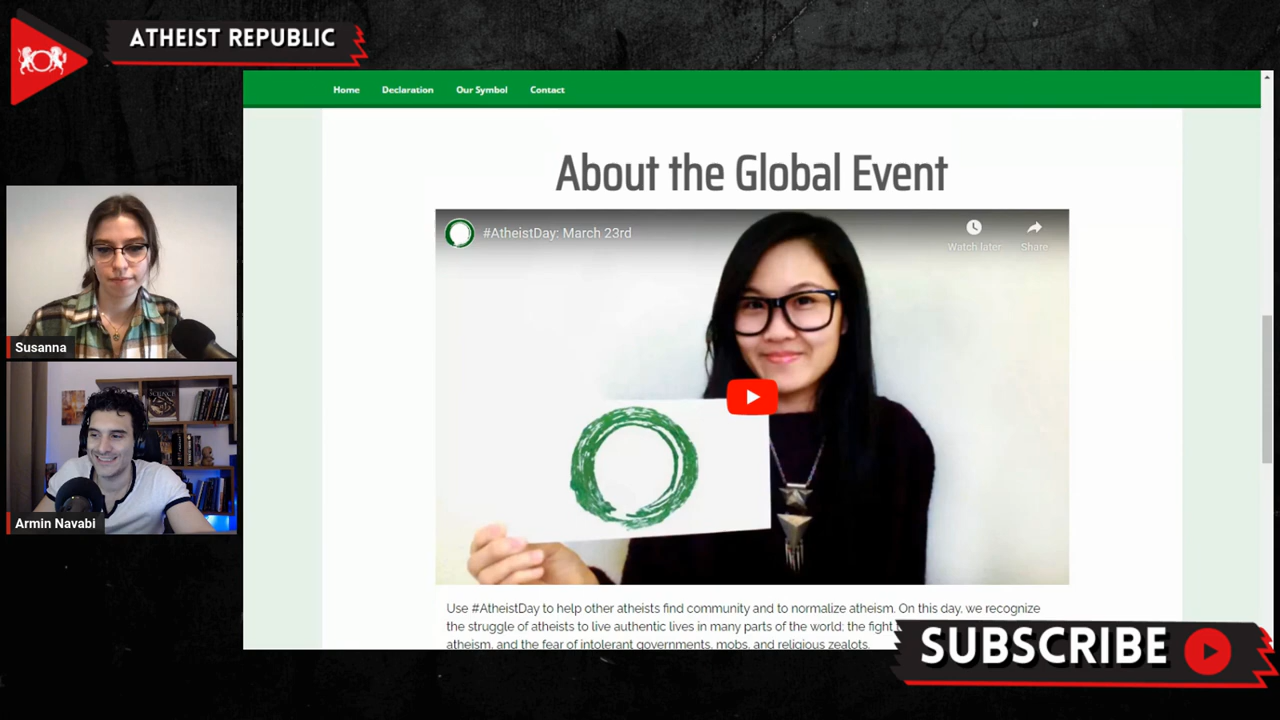 ATHEIST REPUBLIC
Home Declaration Our Symbol Contact
About the Global Event
#AtheistDay: March 23rd
Watch later Share
Susanna
Armin Navabi
Use #AtheistDay to help other atheists find community and to normalize atheism. On this day, we recognize
the struggle of atheists to live authentic lives in many parts of the world; the fight
atheism, and the fear of intolerant governments, mobs, and religious zealots.
SUBSCRIBE